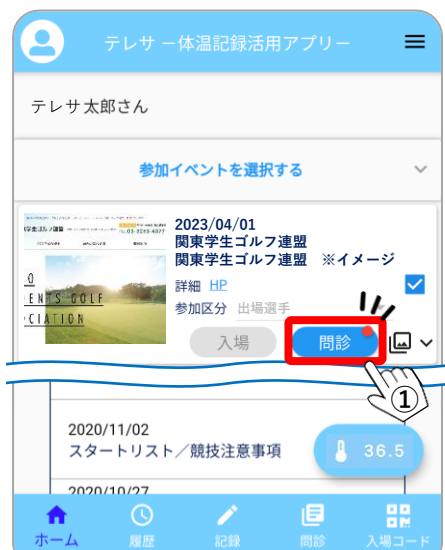 テレサ －体温記録活用アプリ－
テレサ太郎さん
参加イベントを選択する
2023/04/01
関東学生ゴルフ連盟
関東学生ゴルフ連盟 ※イメージ
詳細 HP
参加区分 出場選手
入場
問診
ENTS GOLF
CIATION
①
2020/11/02
スタートリスト／競技注意事項
36.5
2020/10/27
ホーム
履歴
記録
問診
入場コード